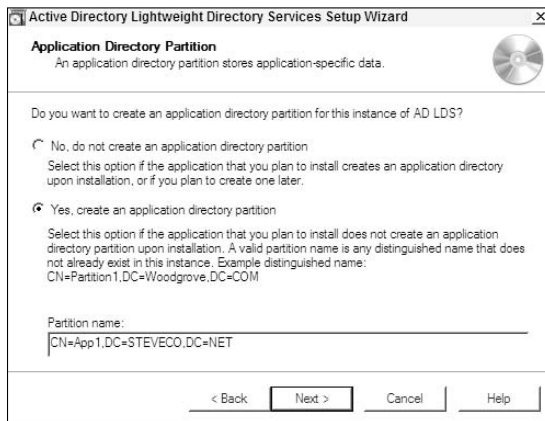 Active Directory Lightweight Directory Services Setup Wizard
Application Directory Partition
An application directory partition stores application-specific data.
Do you want to create an application directory partition for this instance of AD LDS?
No, do not create an application directory partition
Select this option if the application that you plan to install creates an application directory
upon installation, or if you plan to create one later.
Yes, create an application directory partition
Select this option if the application that you plan to install does not create an application
directory partition upon installation. A valid partition name is any distinguished name that does
not already exist in this instance. Example distinguished name:
CN=Partition1,DC=Woodgrove,DC=COM
Partition name:
CN=App1,DC=STEVECO,DC=NET
< Back Next > Cancel Help